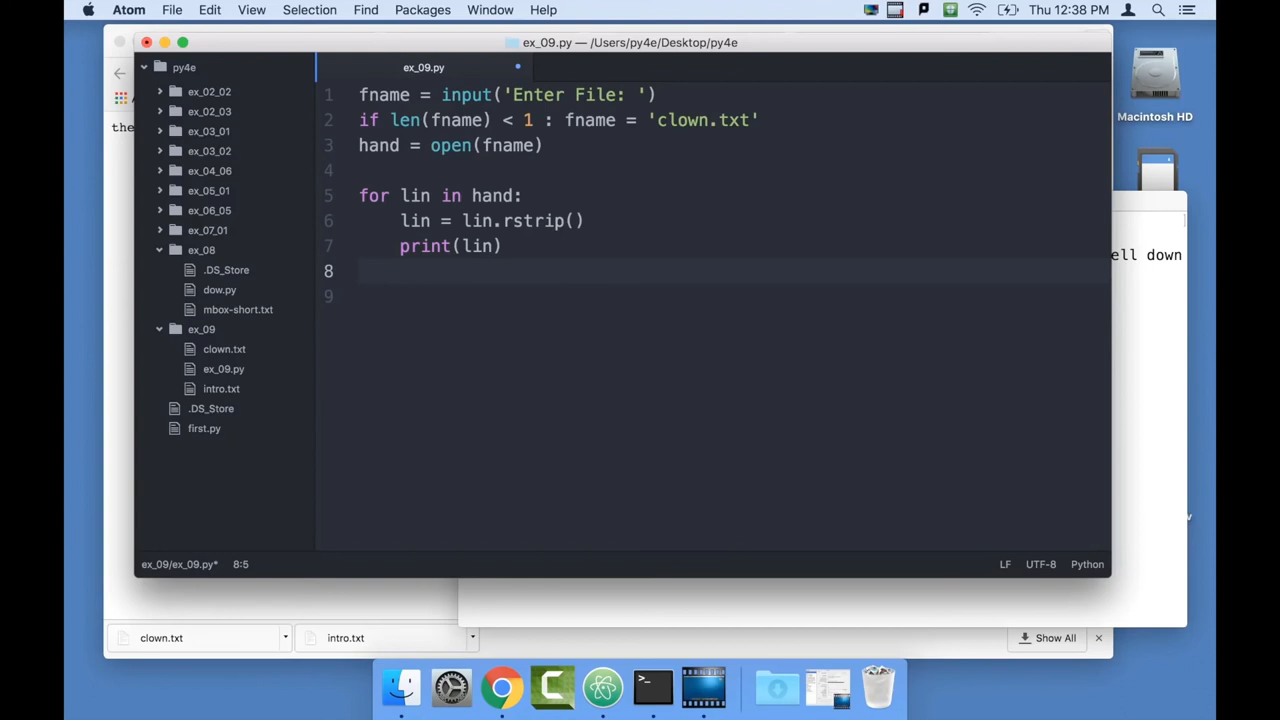 Atom File Edit View Selection Find Packages Window Help Thu 12:38 PM
ex_09.py — /Users/py4e/Desktop/py4e
py4e
ex_09.py
ex_02_02
ex_02_03
ex_03_01
ex_03_02
ex_04_06
ex_05_01
ex_06_05
ex_07_01
ex_08
.DS_Store
dow.py
mbox-short.txt
ex_09
clown.txt
ex_09.py
intro.txt
.DS_Store
first.py
1 fname = input('Enter File: ')
2 if len(fname) < 1 : fname = 'clown.txt'
3 hand = open(fname)
4
5 for lin in hand:
6     lin = lin.rstrip()
7     print(lin)
8
9
ex_09/ex_09.py* 8:5 LF UTF-8 Python
the
ell down
Macintosh HD
clown.txt intro.txt Show All